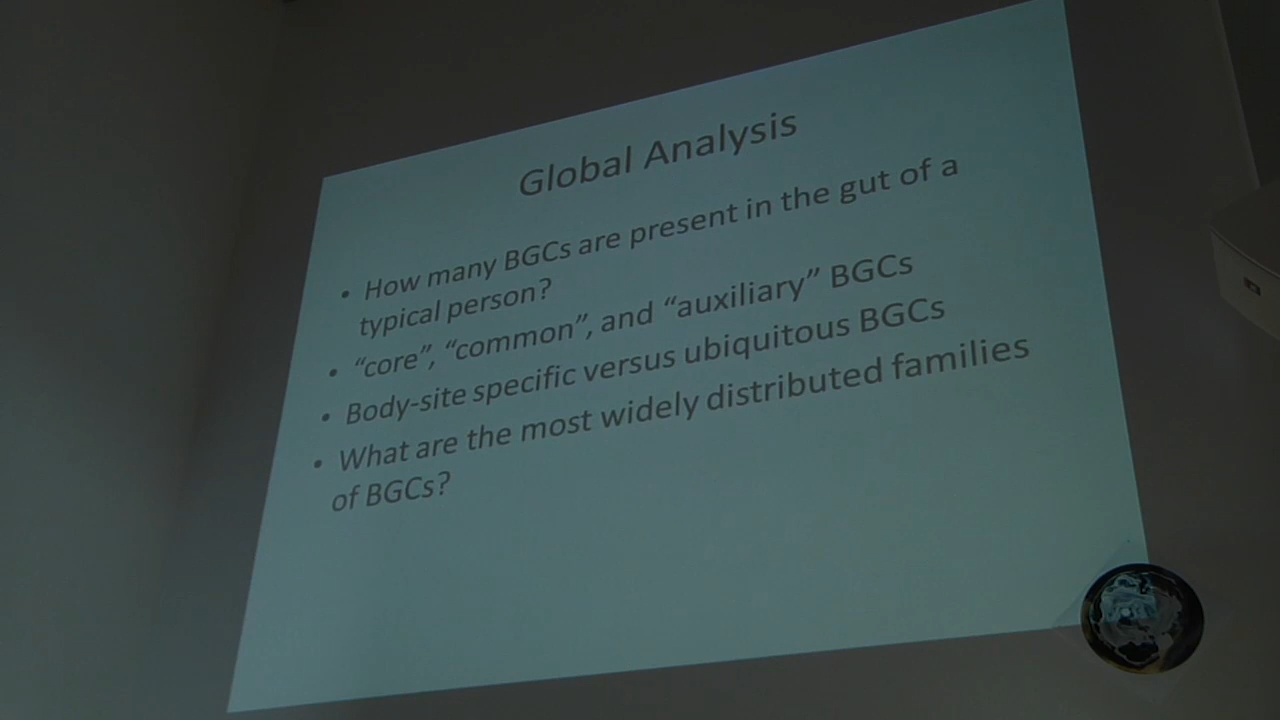 Global Analysis
• How many BGCs are present in the gut of a
typical person?
• “core”, “common”, and “auxiliary” BGCs
• Body-site specific versus ubiquitous BGCs
• What are the most widely distributed families
of BGCs?